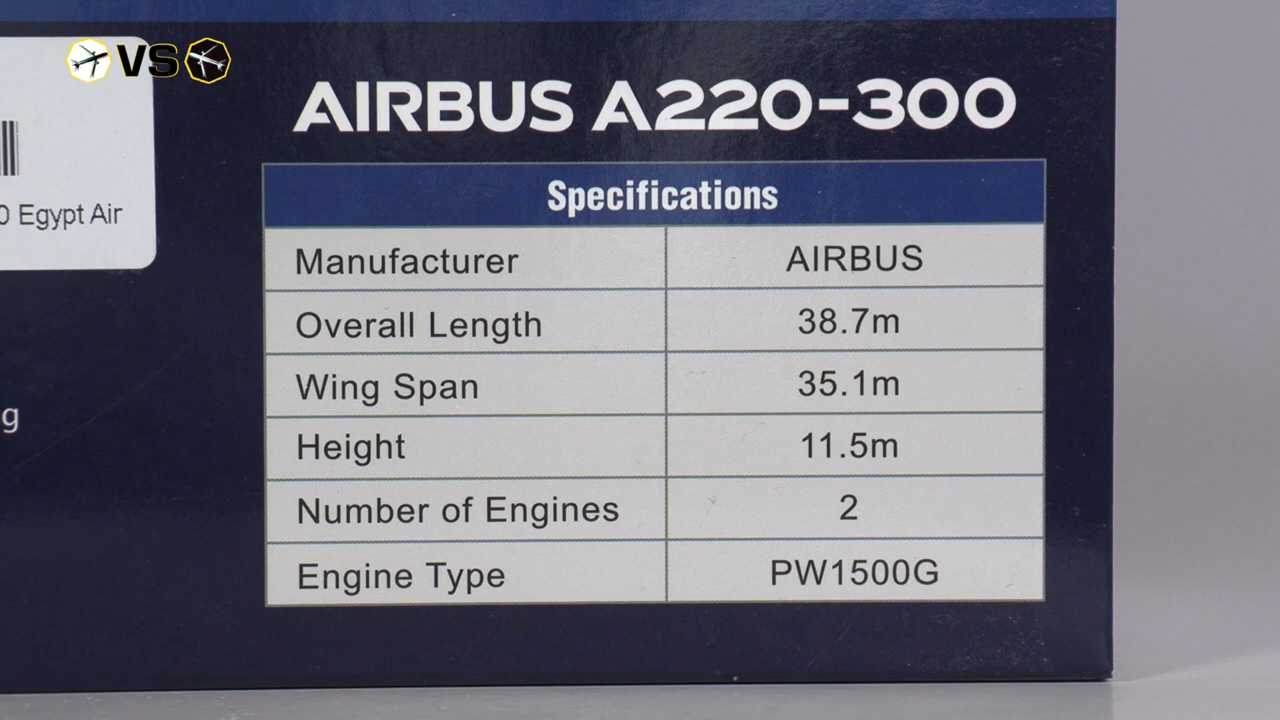 VS
AIRBUS A220-300
0 Egypt Air
g
Specifications
Manufacturer AIRBUS
Overall Length 38.7m
Wing Span 35.1m
Height 11.5m
Number of Engines 2
Engine Type PW1500G